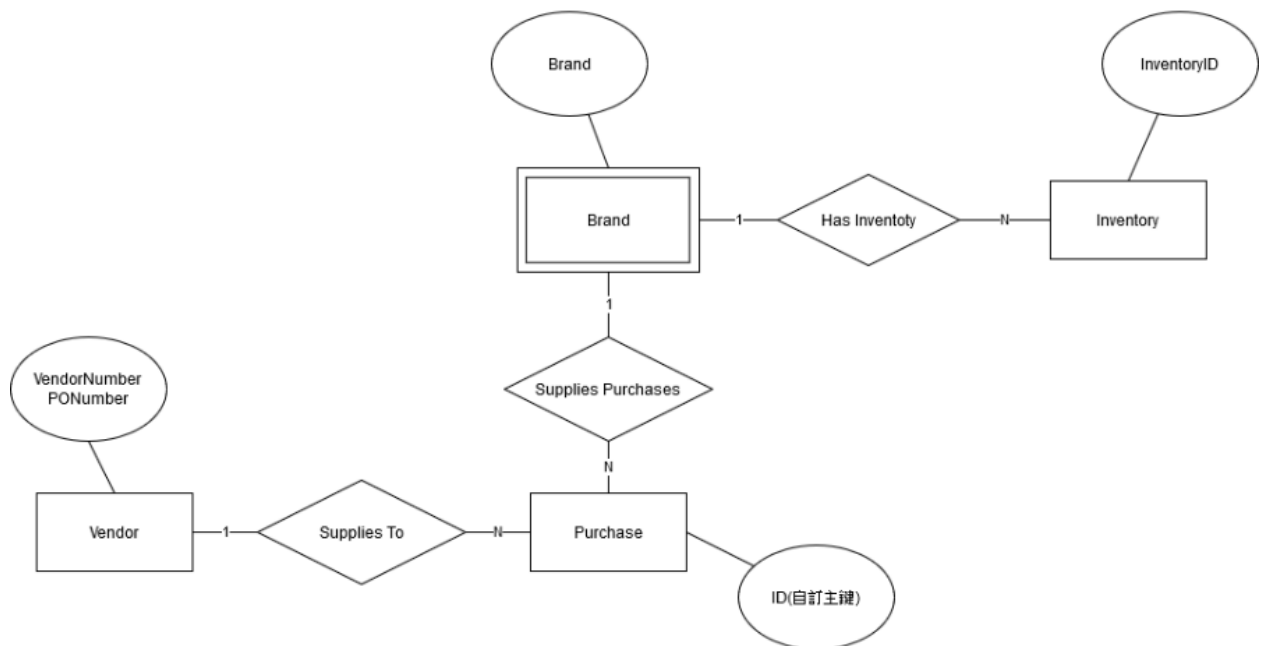 Brand
InventoryID
Brand
1
Has Inventoty
N
Inventory
1
Supplies Purchases
VendorNumber
PONumber
N
Vendor
1
Supplies To
N
Purchase
ID(自訂主鍵)